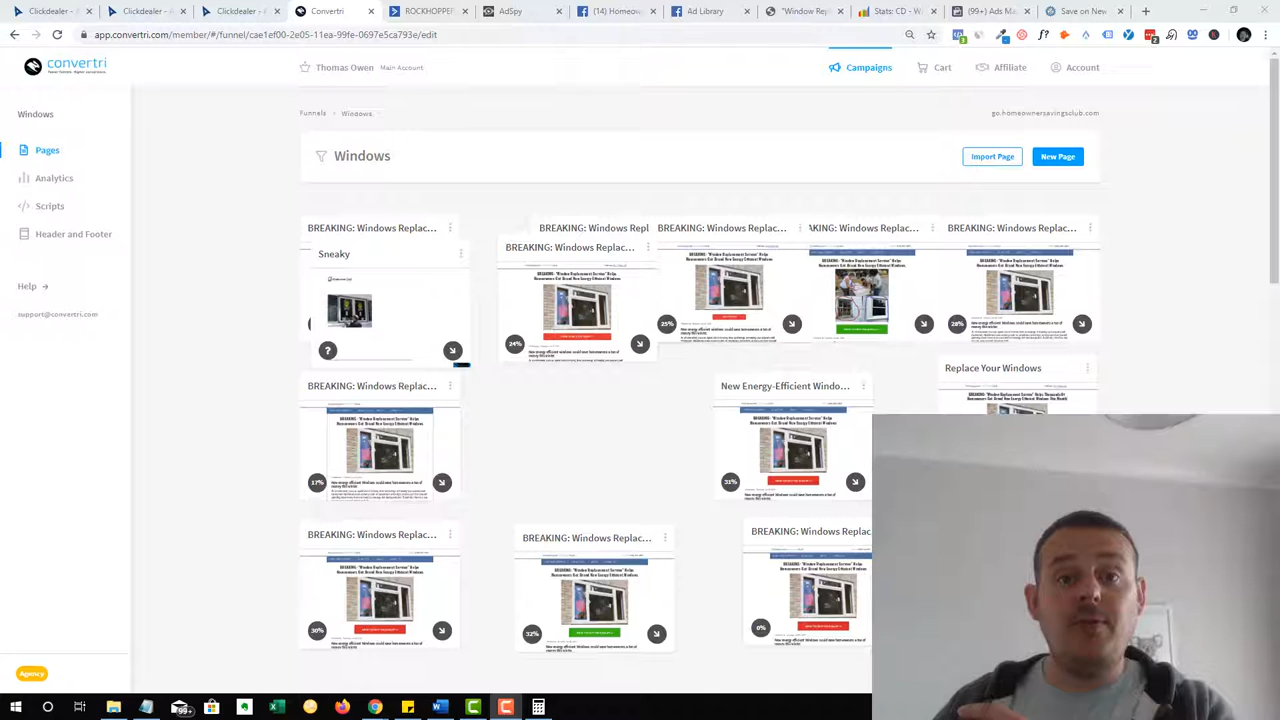 Clickdealer - A
Clickdealer - A
Clickdealer - A
Convertri
ROCKHOPPER
AdSpy
(14) Homeow
Ad Library
"Window Rep
Stats: CD - W
(99+) Ads Ma
Save on New
app.convertri.com/member/#/funnel/cae1ef00-2e05-11ea-99fe-0697e5ca793e/edit
convertri
Thomas Owen Main Account
Campaigns
Cart
Affiliate
Account
Windows
Pages
Analytics
Scripts
Header and Footer
Help →
support@convertri.com
Agency
Funnels > Windows
go.homeownersavingsclub.com
Windows
Import Page
New Page
BREAKING: Windows Replac...
BREAKING: Windows Repl
BREAKING: Windows Replac...
KING: Windows Replac...
BREAKING: Windows Replac...
Sneaky
BREAKING: Windows Replac...
25%
28%
BREAKING: Windows Replac...
New Energy-Efficient Windo...
Replace Your Windows
37%
31%
BREAKING: Windows Replac...
BREAKING: Windows Replac...
BREAKING: Windows Replac
30%
32%
0%